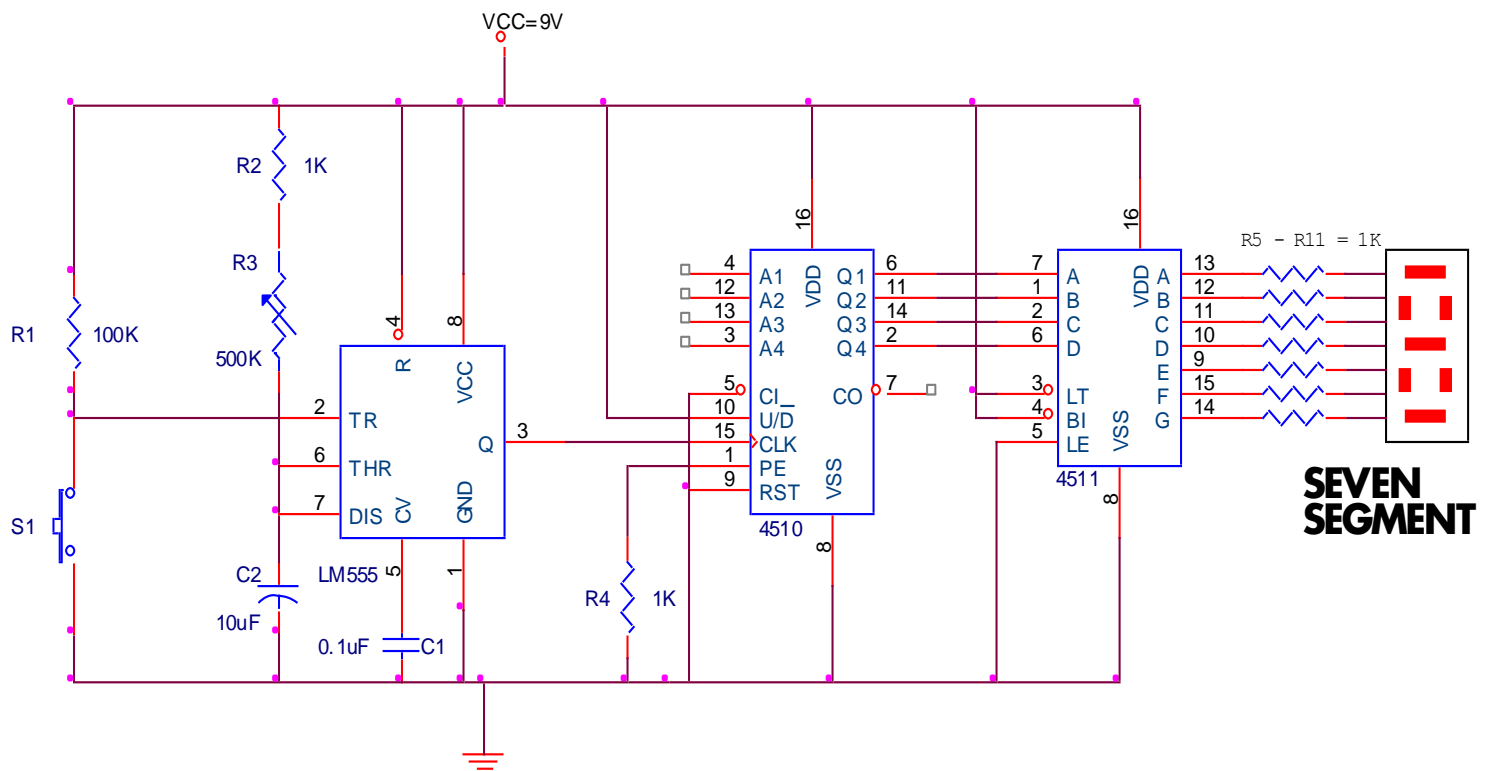 VCC=9V
R1
100K
S1
R2
1K
R3
500K
C2
10uF
LM555
2
TR
6
THR
7
DIS
4
R
8
VCC
Q
3
CV
5
GND
1
0.1uF
C1
R4
1K
4
A1
12
A2
13
A3
3
A4
5
CI
10
U/D
15
CLK
1
PE
9
RST
16
VDD
Q1
6
Q2
11
Q3
14
Q4
2
CO
7
VSS
8
4510
7
A
1
B
2
C
6
D
3
LT
4
BI
5
LE
16
VDD
A
13
B
12
C
11
D
10
E
9
F
15
G
14
VSS
8
4511
R5 - R11 = 1K
SEVEN
SEGMENT